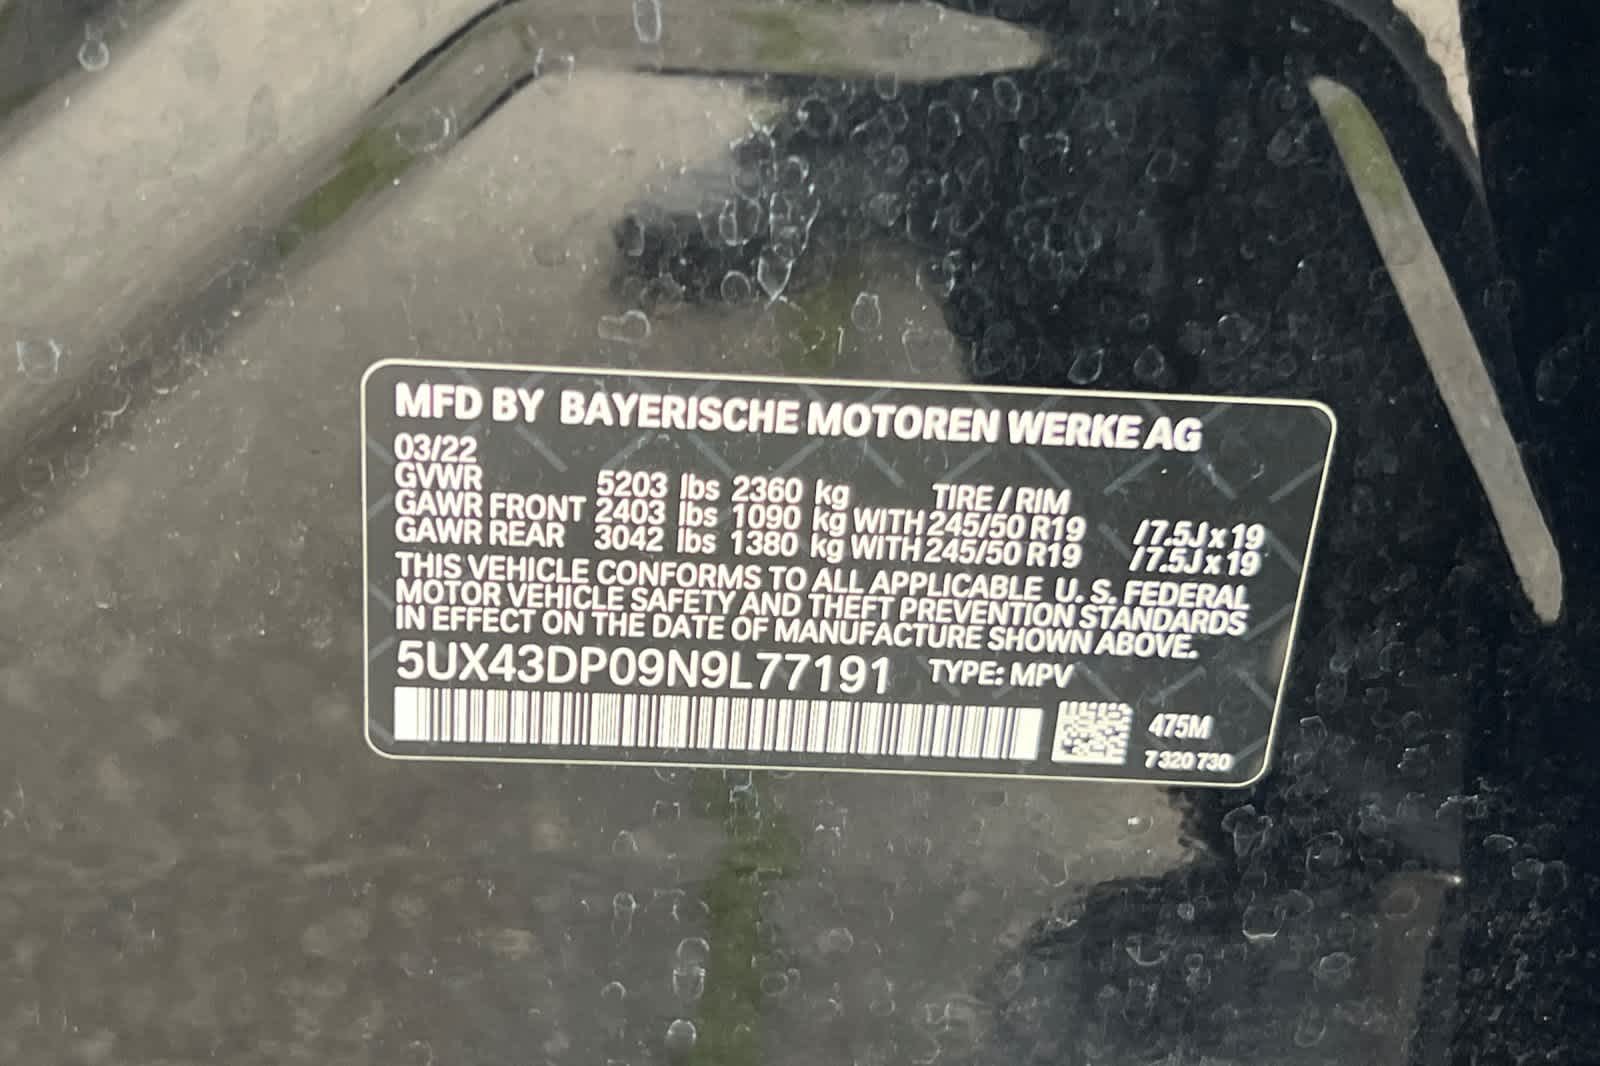 MFD BY BAYERISCHE MOTOREN WERKE AG
03/22
GVWR 5203 lbs 2360 kg TIRE / RIM
GAWR FRONT 2403 lbs 1090 kg WITH 245/50 R19 /7.5J x 19
GAWR REAR 3042 lbs 1380 kg WITH 245/50 R19 /7.5J x 19
THIS VEHICLE CONFORMS TO ALL APPLICABLE U. S. FEDERAL
MOTOR VEHICLE SAFETY AND THEFT PREVENTION STANDARDS
IN EFFECT ON THE DATE OF MANUFACTURE SHOWN ABOVE.
5UX43DP09N9L77191 TYPE: MPV
475M
7 320 730